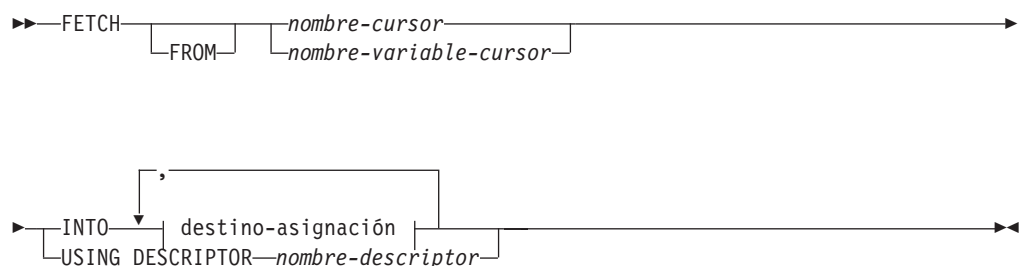 FETCH nombre-cursor
FROM nombre-variable-cursor
,
INTO destino-asignación
USING DESCRIPTOR nombre-descriptor